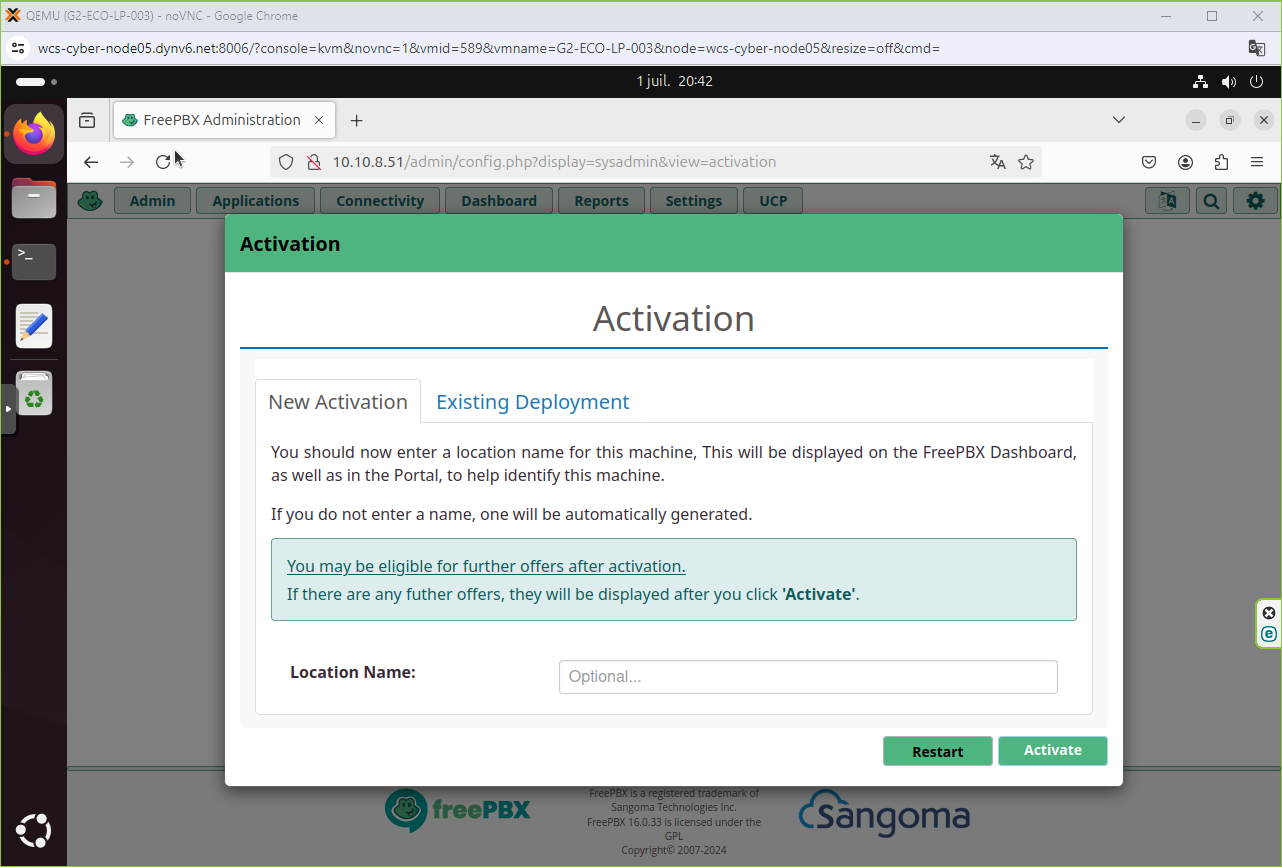 QEMU (G2-ECO-LP-003) - noVNC - Google Chrome
wcs-cyber-node05.dynv6.net:8006/?console=kvm&novnc=1&vmid=589&vmname=G2-ECO-LP-003&node=wcs-cyber-node05&resize=off&cmd=
1 juil. 20:42
FreePBX Administration
10.10.8.51/admin/config.php?display=sysadmin&view=activation
Admin Applications Connectivity Dashboard Reports Settings UCP
Activation
Activation
New Activation Existing Deployment
You should now enter a location name for this machine, This will be displayed on the FreePBX Dashboard,
as well as in the Portal, to help identify this machine.
If you do not enter a name, one will be automatically generated.
You may be eligible for further offers after activation.
If there are any futher offers, they will be displayed after you click 'Activate'.
Location Name: Optional...
Restart Activate
freePBX
FreePBX is a registered trademark of
Sangoma Technologies Inc.
FreePBX 16.0.33 is licensed under the
GPL
Copyright© 2007-2024
Sangoma